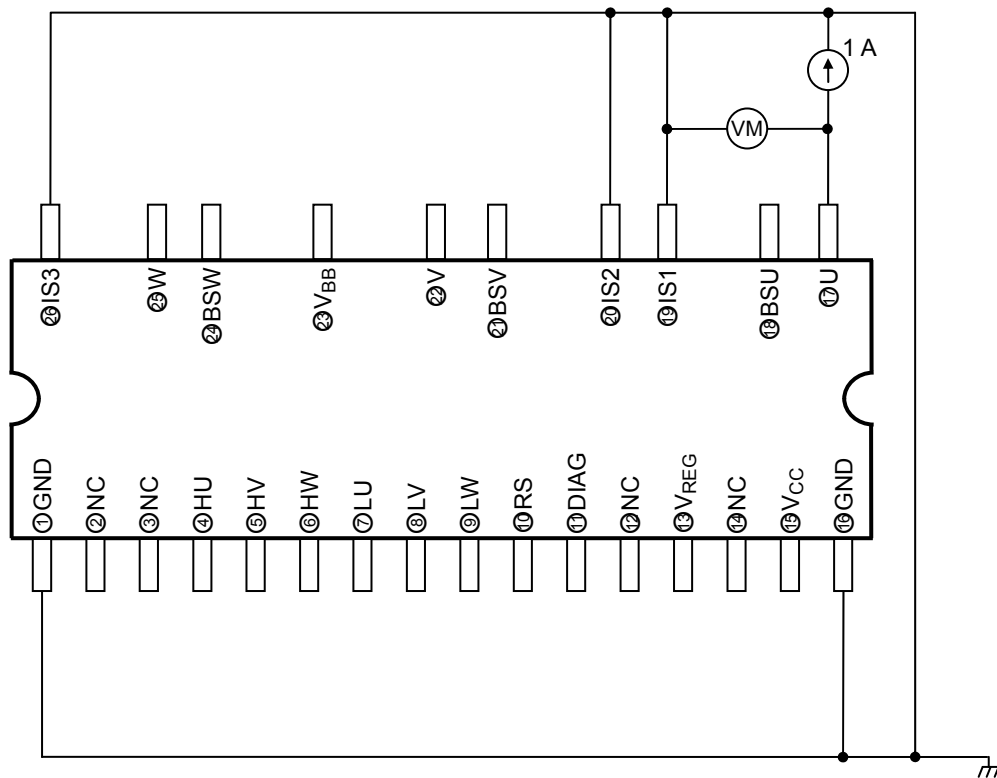 1 A
VM
㉖IS3
㉕W
㉔BSW
㉓VBB
㉒V
㉑BSV
⑳IS2
⑲IS1
⑱BSU
⑰U
①GND
②NC
③NC
④HU
⑤HV
⑥HW
⑦LU
⑧LV
⑨LW
⑩RS
⑪DIAG
⑫NC
⑬VREG
⑭NC
⑮VCC
⑯GND